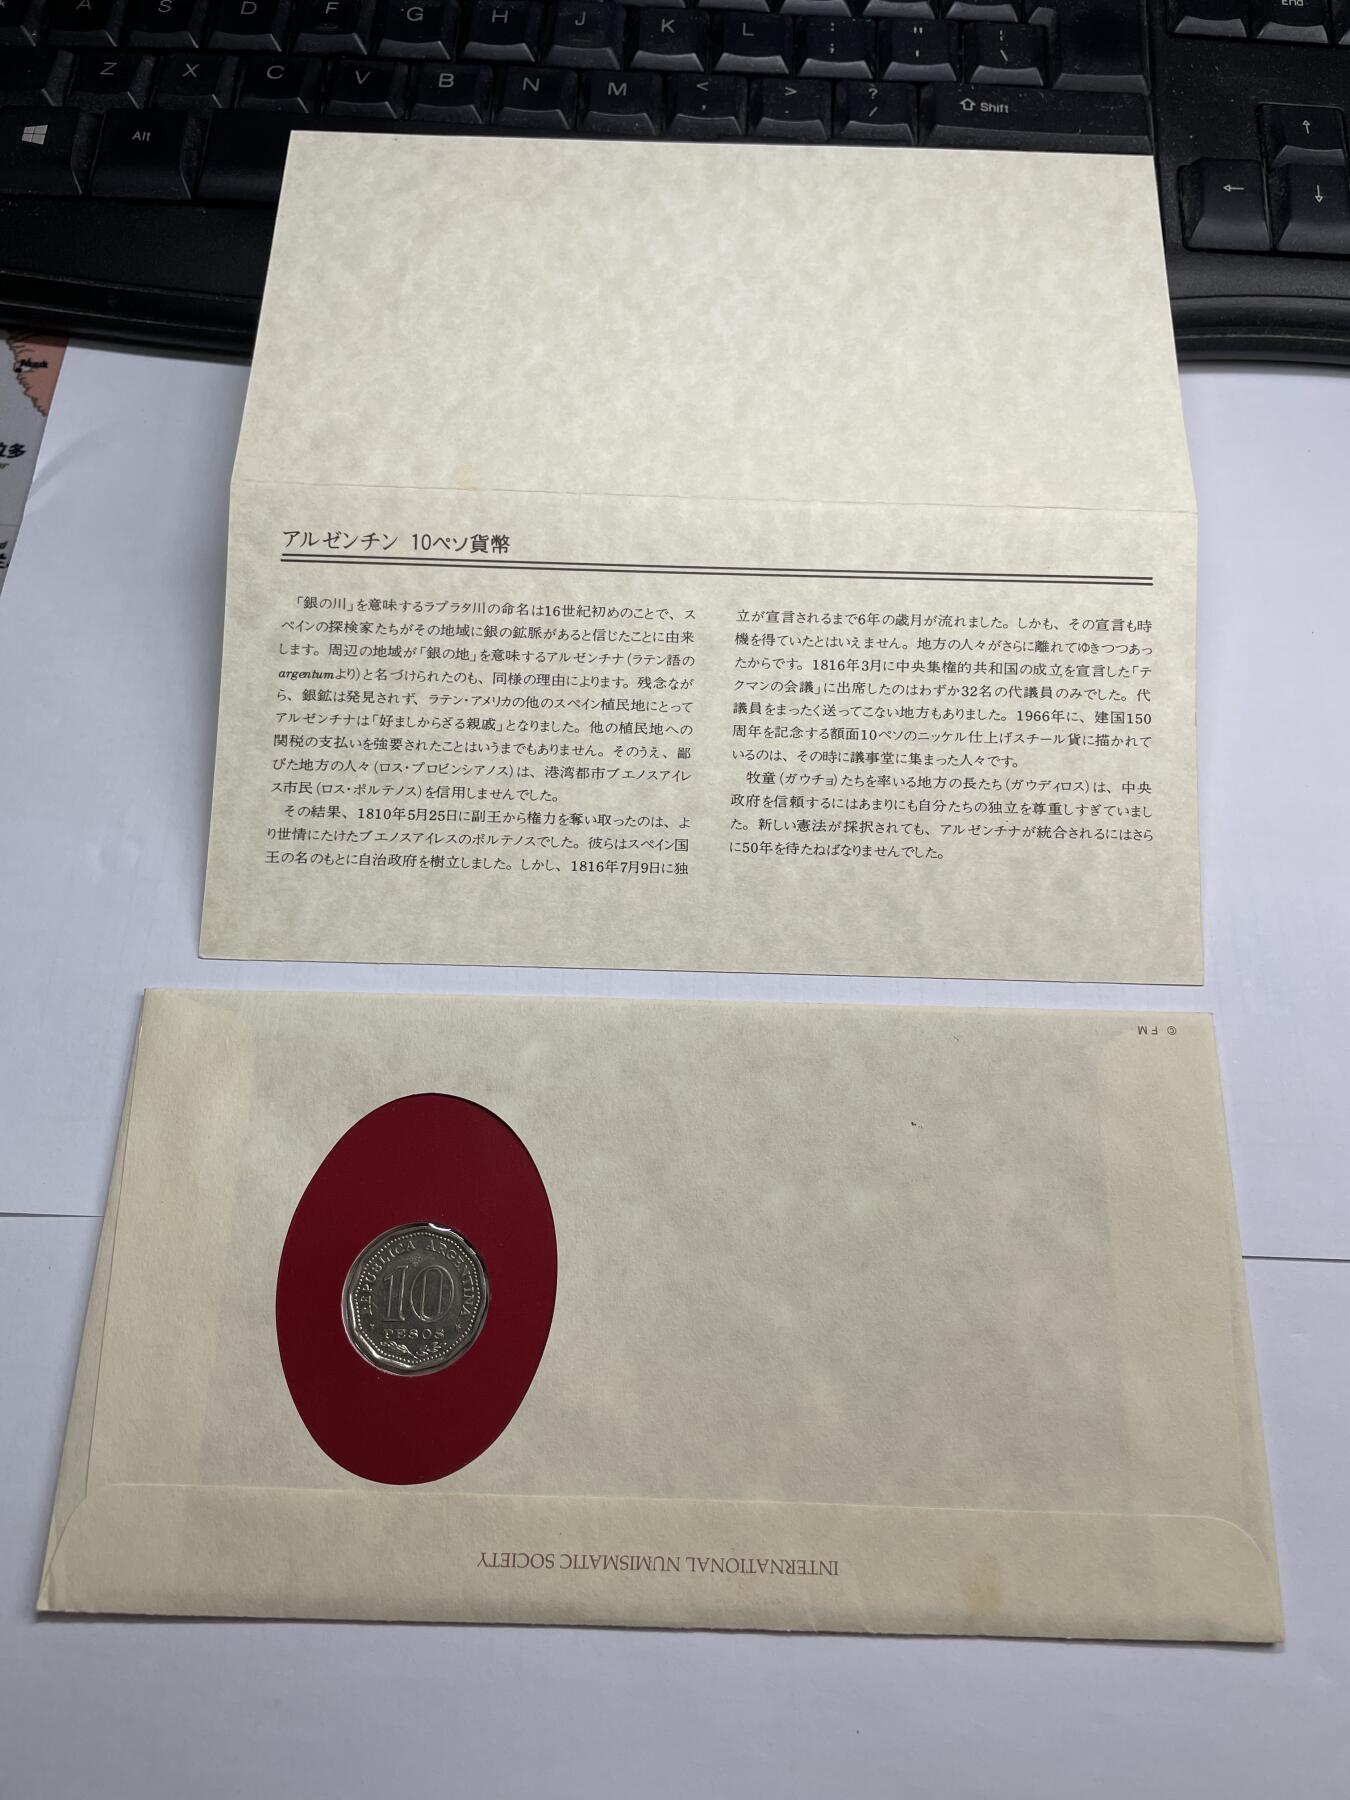 End
A
S
D
F
G
H
J
K
L
:
;
"
'
Z
X
C
V
B
N
M
<
,
>
.
?
/
⇧ Shift
Alt
↑
←
↓
Nuuk
多
アルゼンチン 10ペソ貨幣
「銀の川」を意味するラプラタ川の命名は16世紀初めのことで、ス
ペインの探検家たちがその地域に銀の鉱脈があると信じたことに由来
します。周辺の地域が「銀の地」を意味するアルゼンチナ(ラテン語の
argentumより)と名づけられたのも、同様の理由によります。残念なが
ら、銀鉱は発見されず、ラテン・アメリカの他のスペイン植民地にとって
アルゼンチナは「好ましからざる親戚」となりました。他の植民地への
関税の支払いを強要されたことはいうまでもありません。そのうえ、鄙
びた地方の人々(ロス・プロビンシアノス)は、港湾都市ブエノスアイレ
ス市民(ロス・ポルテノス)を信用しませんでした。
その結果、1810年5月25日に副王から権力を奪い取ったのは、よ
り世情にたけたブエノスアイレスのポルテノスでした。彼らはスペイン国
王の名のもとに自治政府を樹立しました。しかし、1816年7月9日に独
立が宣言されるまで6年の歳月が流れました。しかも、その宣言も時
機を得ていたとはいえません。地方の人々がさらに離れてゆきつつあっ
たからです。1816年3月に中央集権的共和国の成立を宣言した「テ
クマンの会議」に出席したのはわずか32名の代議員のみでした。代
議員をまったく送ってこない地方もありました。1966年に、建国150
周年を記念する額面10ペソのニッケル仕上げスチール貨に描かれて
いるのは、その時に議事堂に集まった人々です。
牧童(ガウチョ)たちを率いる地方の長たち(ガウディロス)は、中央
政府を信頼するにはあまりにも自分たちの独立を尊重しすぎていまし
た。新しい憲法が採択されても、アルゼンチナが統合されるにはさら
に50年を待たねばなりませんでした。
© FM
REPUBLICA ARGENTINA
10
PESOS
INTERNATIONAL NUMISMATIC SOCIETY